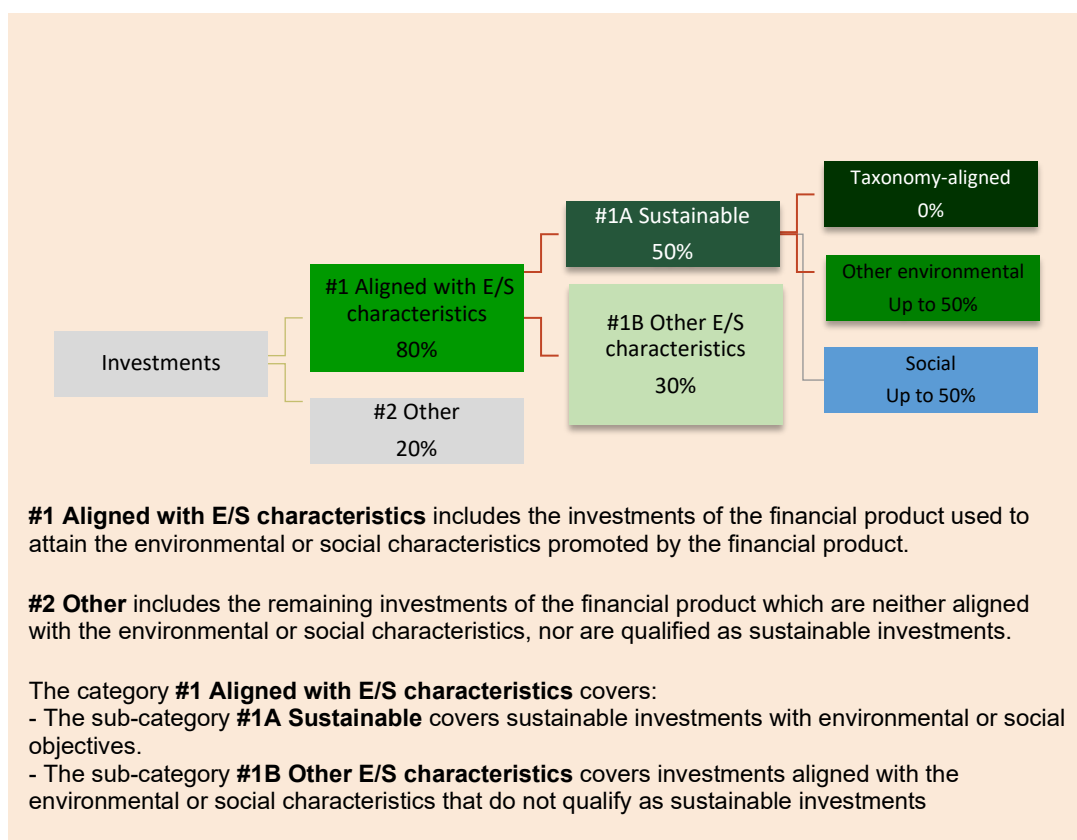 Investments
#1 Aligned with E/S
characteristics
80%
#2 Other
20%
#1A Sustainable
50%
#1B Other E/S
characteristics
30%
Taxonomy-aligned
0%
Other environmental
Up to 50%
Social
Up to 50%
#1 Aligned with E/S characteristics includes the investments of the financial product used to
attain the environmental or social characteristics promoted by the financial product.
#2 Other includes the remaining investments of the financial product which are neither aligned
with the environmental or social characteristics, nor are qualified as sustainable investments.
The category #1 Aligned with E/S characteristics covers:
- The sub-category #1A Sustainable covers sustainable investments with environmental or social
objectives.
- The sub-category #1B Other E/S characteristics covers investments aligned with the
environmental or social characteristics that do not qualify as sustainable investments